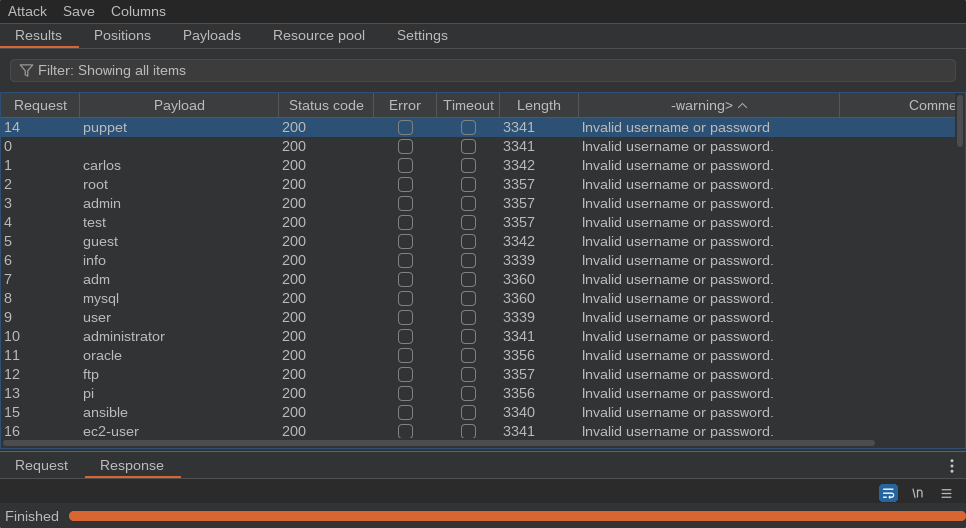 Attack Save Columns
Results Positions Payloads Resource pool Settings
Filter: Showing all items
Request Payload Status code Error Timeout Length -warning> Comme
14 puppet 200 3341 Invalid username or password
0 200 3341 Invalid username or password.
1 carlos 200 3342 Invalid username or password.
2 root 200 3357 Invalid username or password.
3 admin 200 3357 Invalid username or password.
4 test 200 3357 Invalid username or password.
5 guest 200 3342 Invalid username or password.
6 info 200 3339 Invalid username or password.
7 adm 200 3360 Invalid username or password.
8 mysql 200 3360 Invalid username or password.
9 user 200 3339 Invalid username or password.
10 administrator 200 3341 Invalid username or password.
11 oracle 200 3356 Invalid username or password.
12 ftp 200 3357 Invalid username or password.
13 pi 200 3356 Invalid username or password.
15 ansible 200 3340 Invalid username or password.
16 ec2-user 200 3341 Invalid username or password.
Request Response
\n
Finished